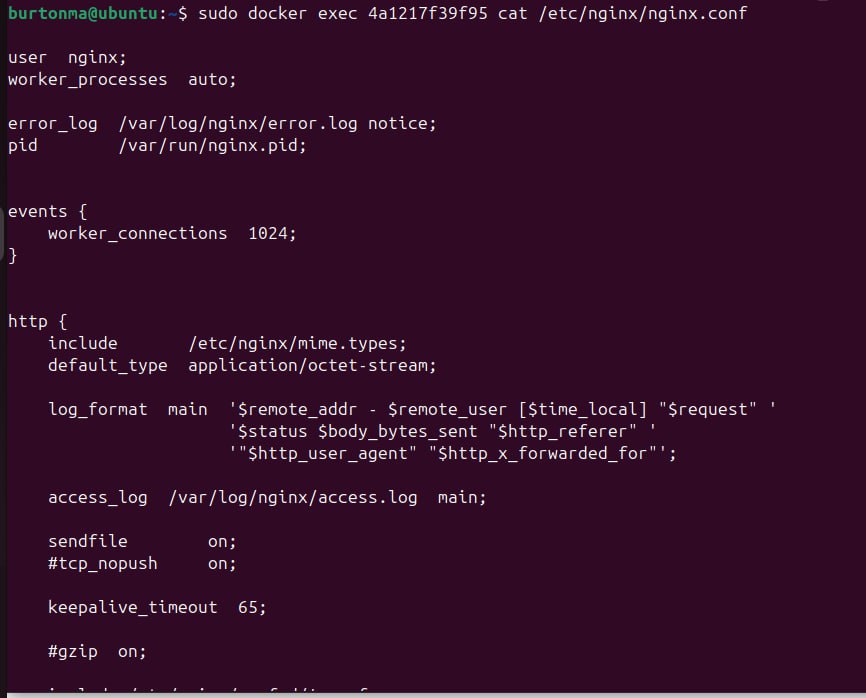 burtonma@ubuntu:~$ sudo docker exec 4a1217f39f95 cat /etc/nginx/nginx.conf
user  nginx;
worker_processes  auto;
error_log  /var/log/nginx/error.log notice;
pid        /var/run/nginx.pid;
events {
    worker_connections  1024;
}
http {
    include       /etc/nginx/mime.types;
    default_type  application/octet-stream;
    log_format  main  '$remote_addr - $remote_user [$time_local] "$request" '
                      '$status $body_bytes_sent "$http_referer" '
                      '"$http_user_agent" "$http_x_forwarded_for"';
    access_log  /var/log/nginx/access.log  main;
    sendfile        on;
    #tcp_nopush     on;
    keepalive_timeout  65;
    #gzip  on;